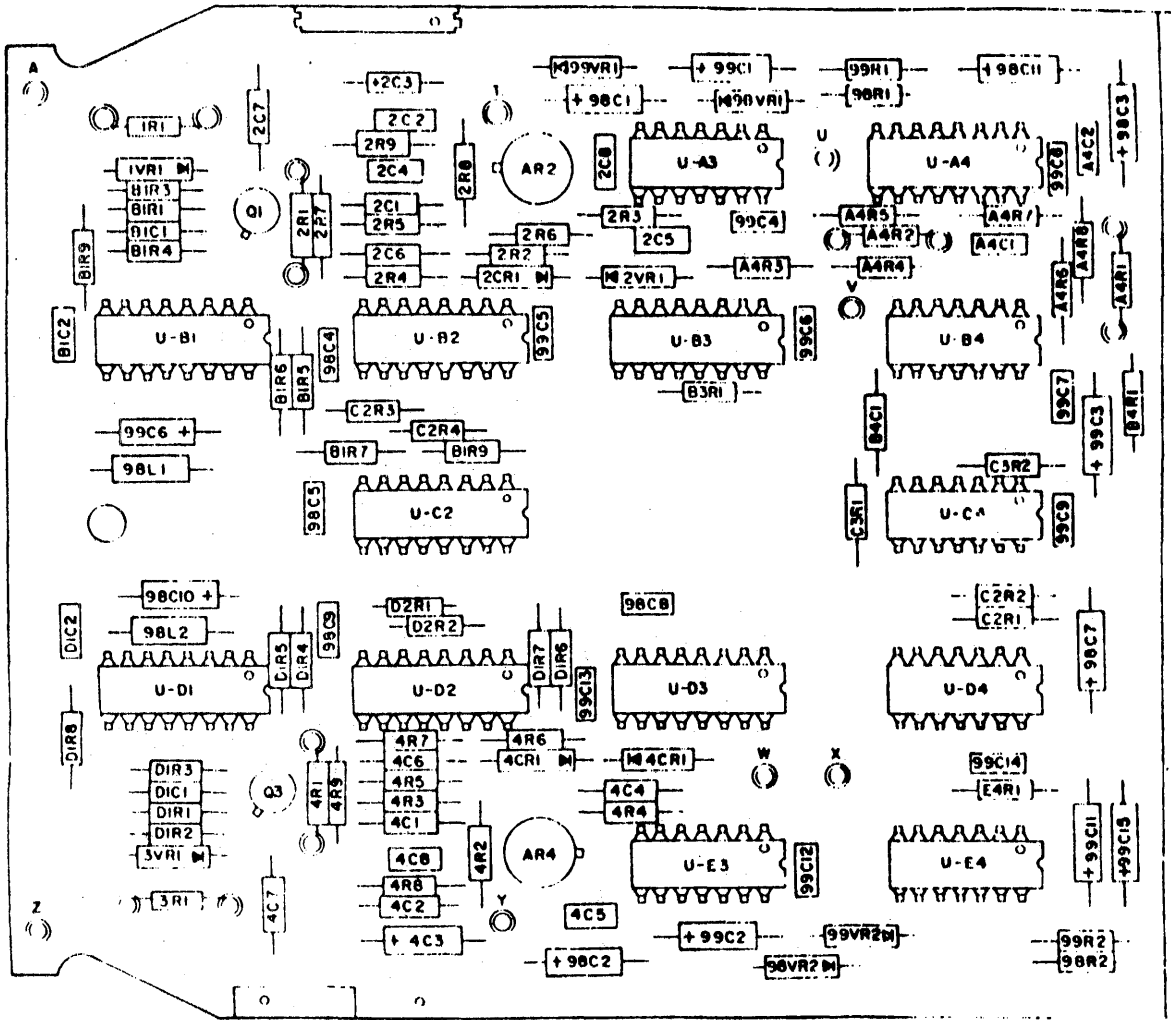 A
1R1
1VR1
B1R3
B1R1
B1C1
B1R4
B1R9
B1C2
2C7
Q1
2R1
2R7
+2C3
2C2
2R9
2C4
2C1
2R5
2C6
2R4
2R8
T
AR2
2R6
2R2
2CR1
99VR1
+ 99C1
99R1
+ 98C11
+ 98C1
98VR1
98R1
+ 98C3
2C8
U-A3
U
U-A4
99C8
A4C2
2R3
2C5
99C4
A4R5
A4R2
A4R7
A4C1
A4R8
2VR1
A4R3
A4R4
A4R6
A4R1
V
U-B1
U-B2
99C5
U-B3
99C6
U-B4
B1R6
B1R5
98C4
B3R1
99C7
B4C1
+ 99C3
B4R1
99C6 +
98L1
C2R3
C2R4
B1R7
B1R9
C3R2
98C5
U-C2
C3R1
99C9
98C10 +
98L2
D1C2
98C9
D2R1
D2R2
98C8
C2R2
C2R1
+ 98C7
D1R5
D1R4
D1R7
D1R6
U-D1
U-D2
99C13
U-D3
U-D4
D1R8
4R7
4C6
4R5
4R3
4C1
4R6
4CR1
4CR1
W
X
99C14
E4R1
D1R3
D1C1
D1R1
D1R2
3VR1
Q3
4R1
4R9
4C4
4R4
4C8
4R8
4C2
+ 4C3
4R2
AR4
U-E3
99C12
U-E4
+99C11
+99C15
Z
3R1
4C7
Y
4C5
+ 98C2
+ 99C2
99VR2
98VR2
99R2
98R2